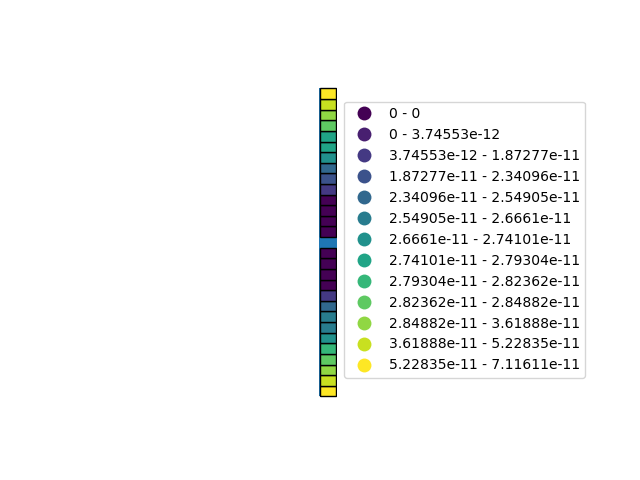 0 - 0
0 - 3.74553e-12
3.74553e-12 - 1.87277e-11
1.87277e-11 - 2.34096e-11
2.34096e-11 - 2.54905e-11
2.54905e-11 - 2.6661e-11
2.6661e-11 - 2.74101e-11
2.74101e-11 - 2.79304e-11
2.79304e-11 - 2.82362e-11
2.82362e-11 - 2.84882e-11
2.84882e-11 - 3.61888e-11
3.61888e-11 - 5.22835e-11
5.22835e-11 - 7.11611e-11